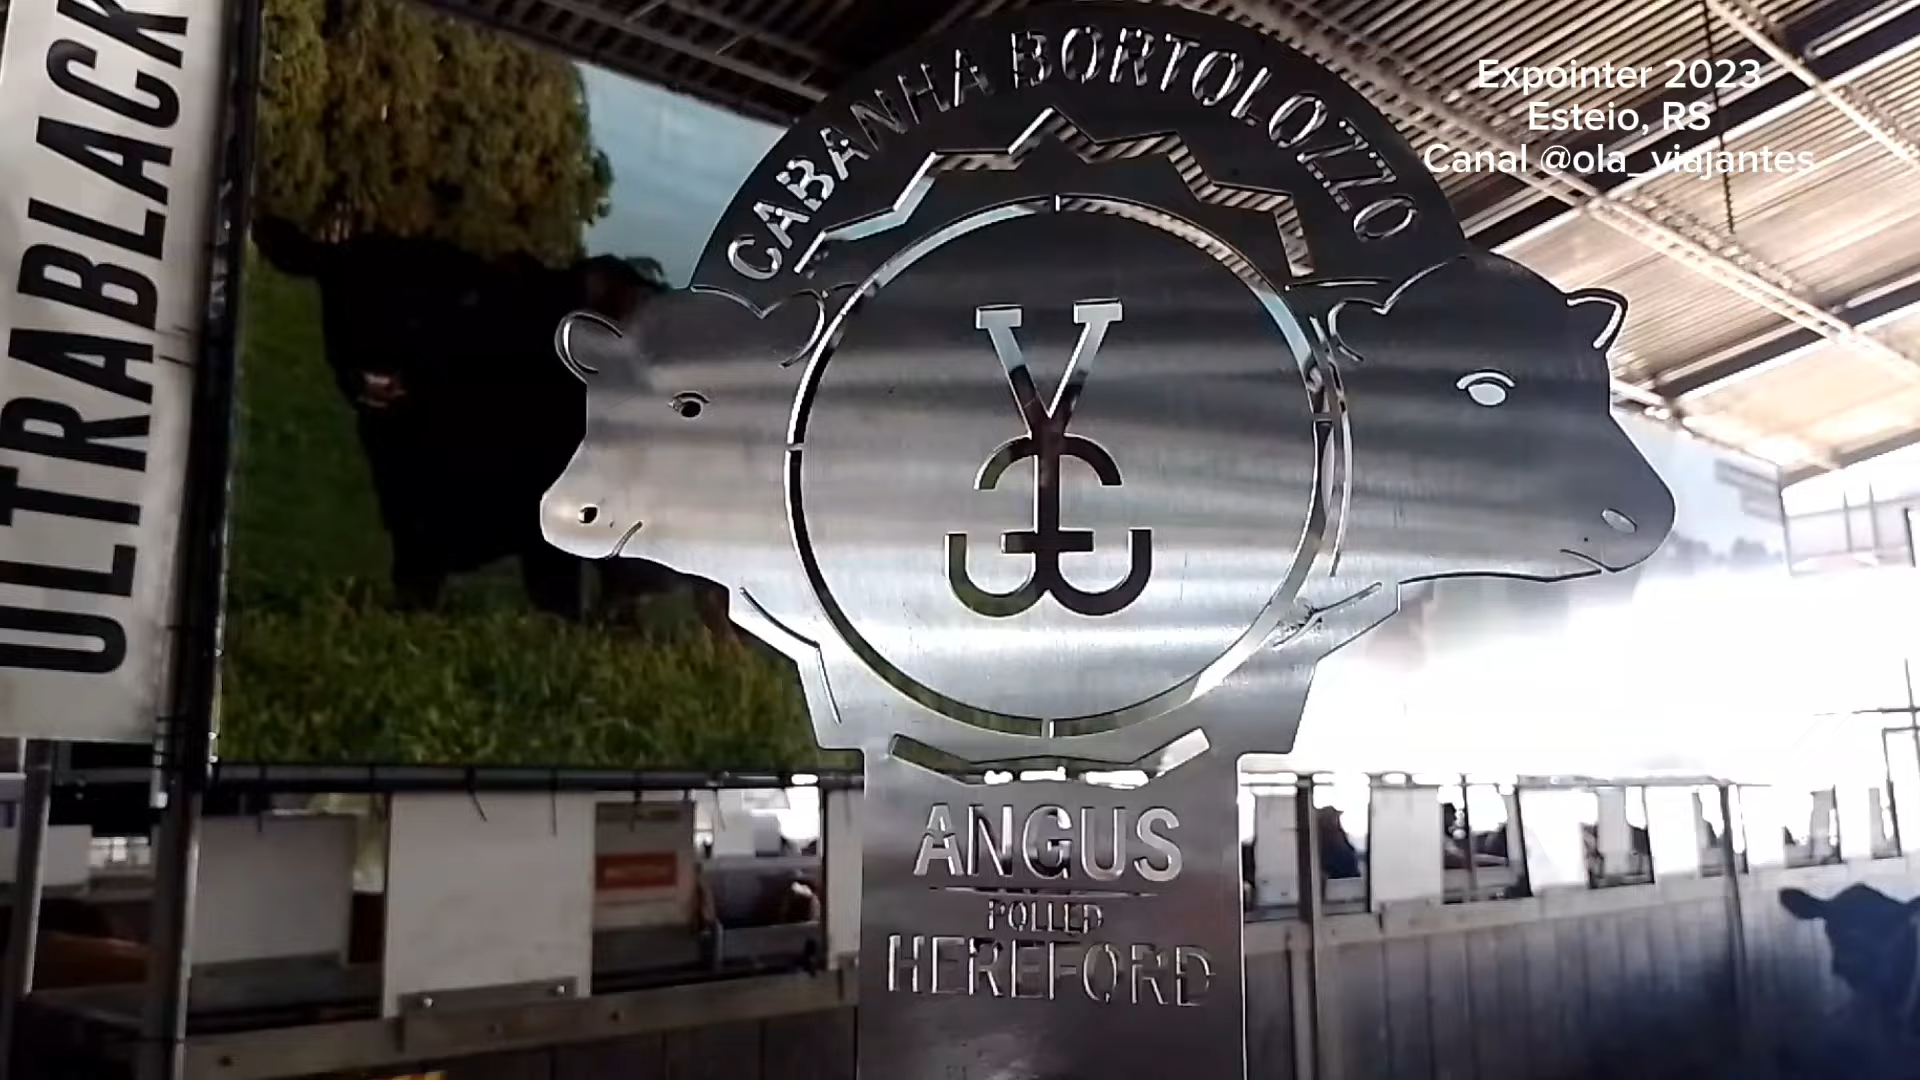 ULTRABLACK
CABANHA BORTOLOZZO
Expointer 2023
Esteio, RS
Canal @ola_viajantes
ANGUS
POLLED
HEREFORD